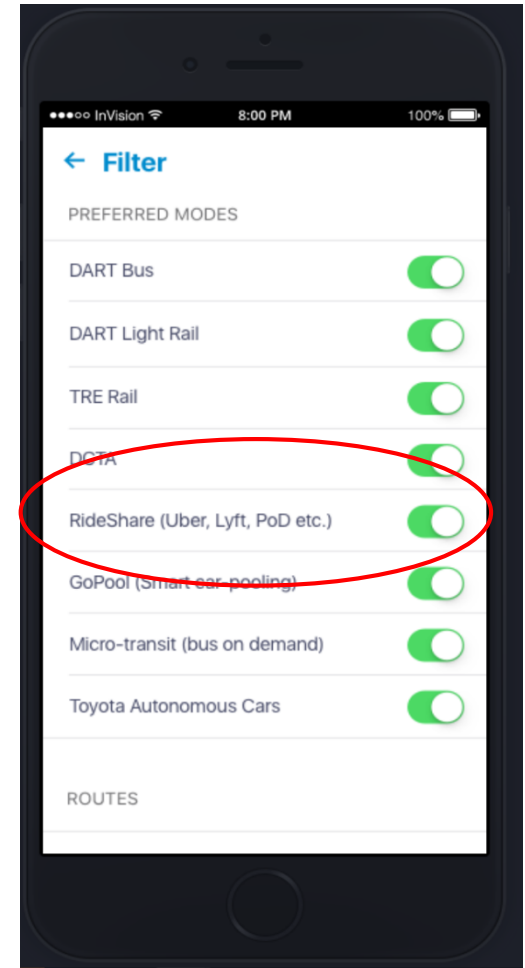 ●●●○○ InVision 8:00 PM 100%
← Filter
PREFERRED MODES
DART Bus
DART Light Rail
TRE Rail
DCTA
RideShare (Uber, Lyft, PoD etc.)
GoPool (Smart car-pooling)
Micro-transit (bus on demand)
Toyota Autonomous Cars
ROUTES